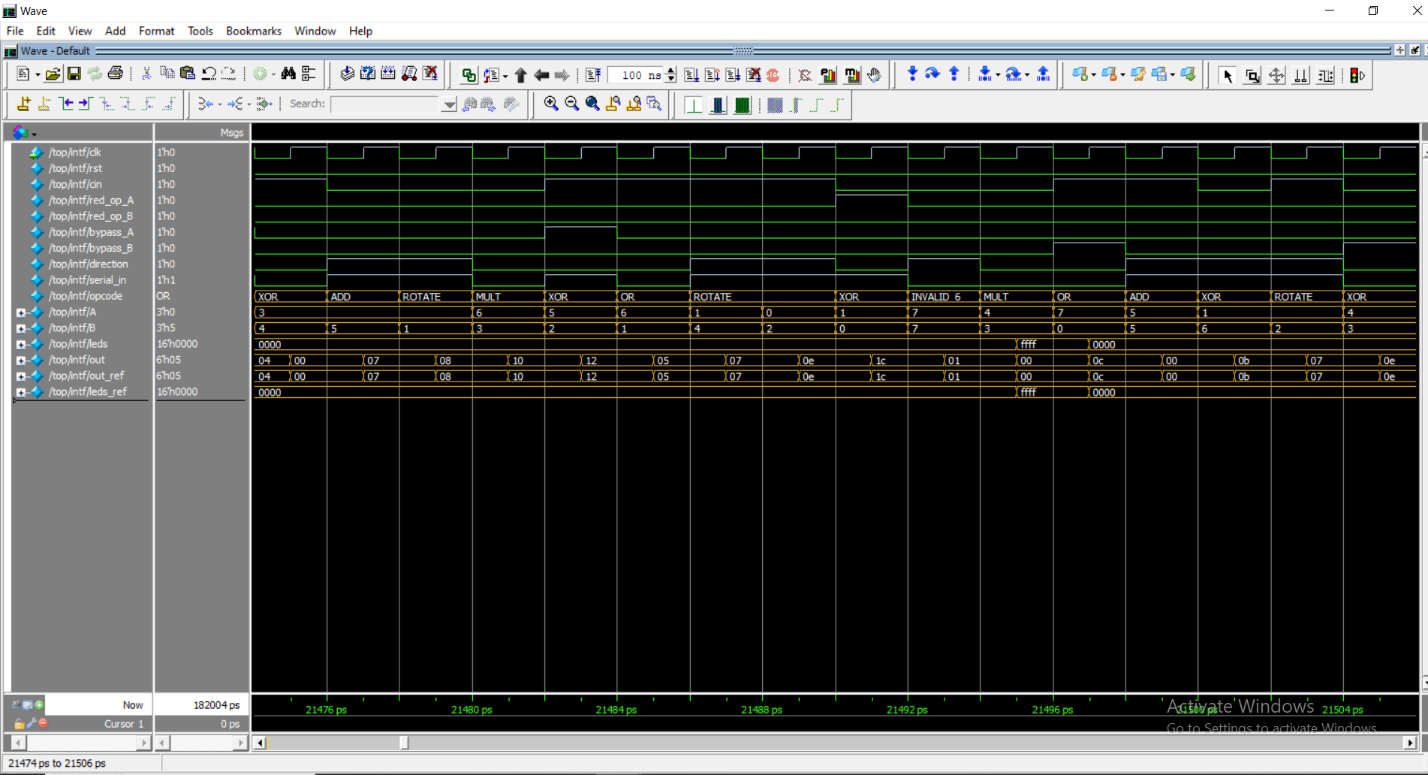 Wave
File Edit View Add Format Tools Bookmarks Window Help
Wave - Default
100 ns
Search:
Msgs
/top/intf/clk 1'h0
/top/intf/rst 1'h0
/top/intf/cin 1'h0
/top/intf/red_op_A 1'h0
/top/intf/red_op_B 1'h0
/top/intf/bypass_A 1'h0
/top/intf/bypass_B 1'h0
/top/intf/direction 1'h0
/top/intf/serial_in 1'h1
/top/intf/opcode OR XOR ADD ROTATE MULT XOR OR ROTATE XOR INVALID_6 MULT OR ADD XOR ROTATE XOR
/top/intf/A 3'h0 3 6 5 6 1 0 1 7 4 7 5 1 4
/top/intf/B 3'h5 4 5 1 3 2 1 4 2 0 7 3 0 5 6 2 3
/top/intf/leds 16'h0000 0000 ffff 0000
/top/intf/out 6'h05 04 00 07 08 10 12 05 07 0e 1c 01 00 0c 00 0b 07 0e
/top/intf/out_ref 6'h05 04 00 07 08 10 12 05 07 0e 1c 01 00 0c 00 0b 07 0e
/top/intf/leds_ref 16'h0000 0000 ffff 0000
Now 182004 ps 21476 ps 21480 ps 21484 ps 21488 ps 21492 ps 21496 ps 21500 ps 21504 ps
Cursor 1 0 ps
Activate Windows
Go to Settings to activate Windows.
21474 ps to 21506 ps